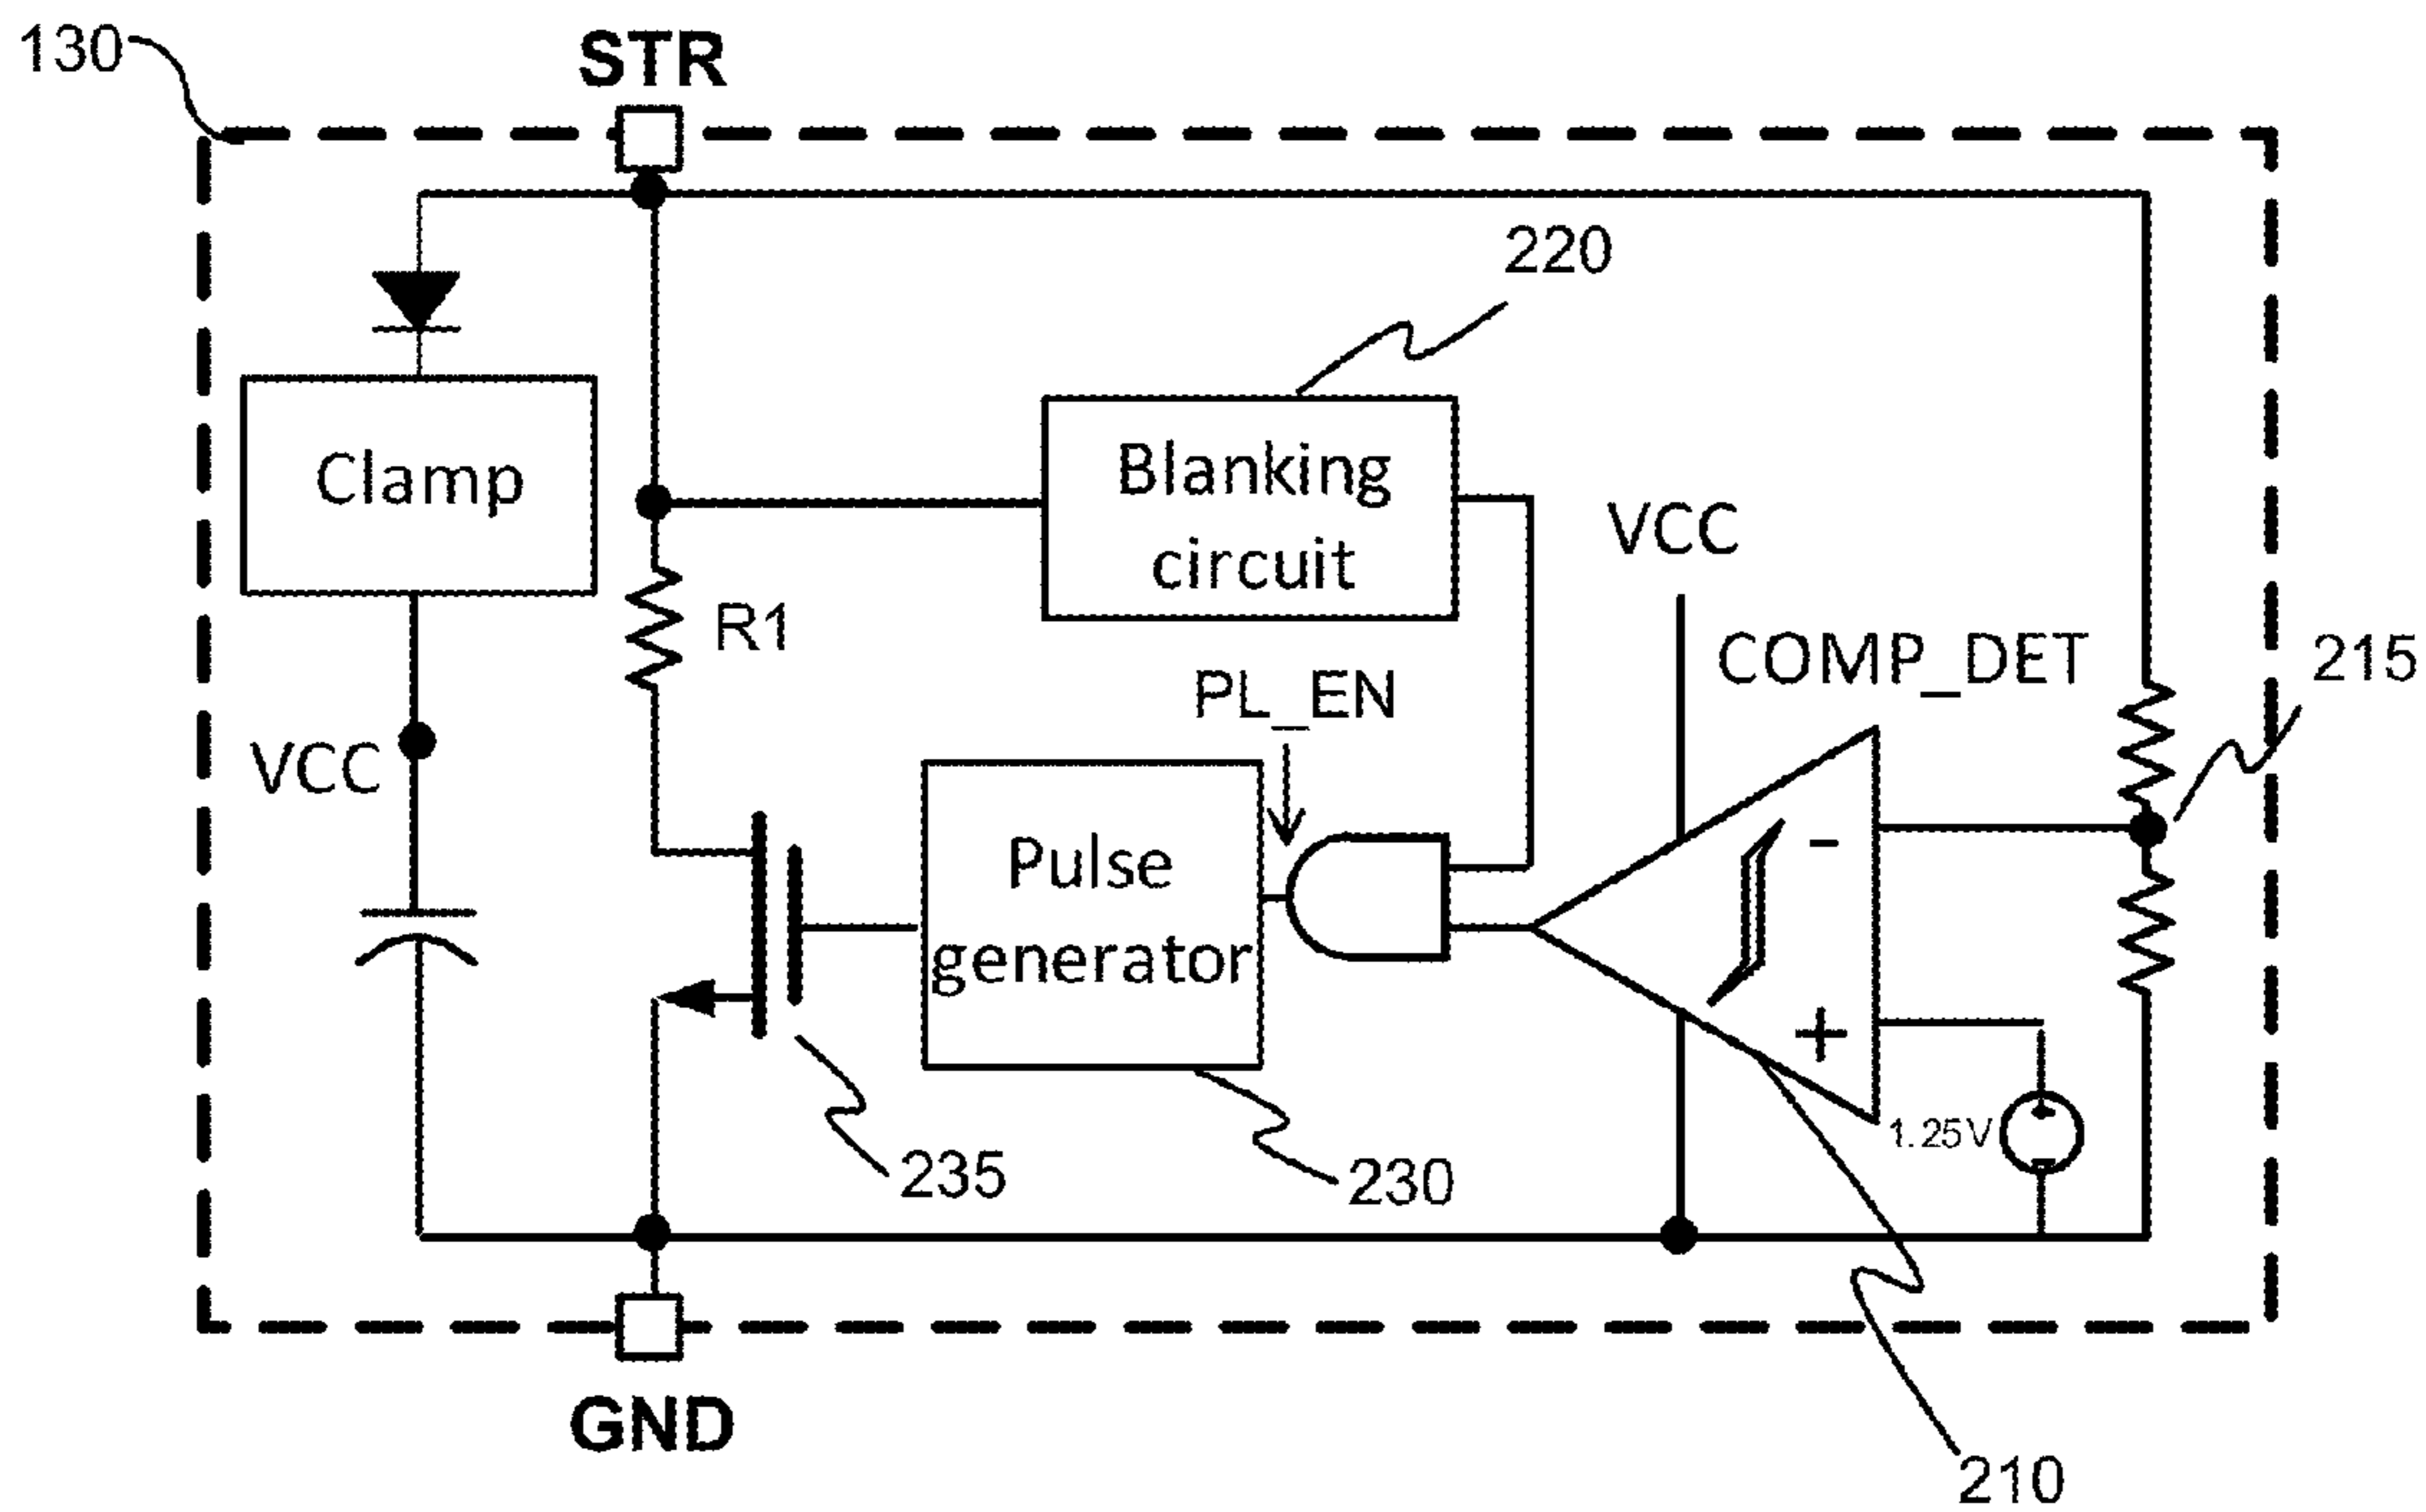 130
STR
220
Clamp
Blanking
circuit
VCC
R1
COMP_DET
215
PL_EN
VCC
-
Pulse
generator
+
1.25V
235
230
GND
210